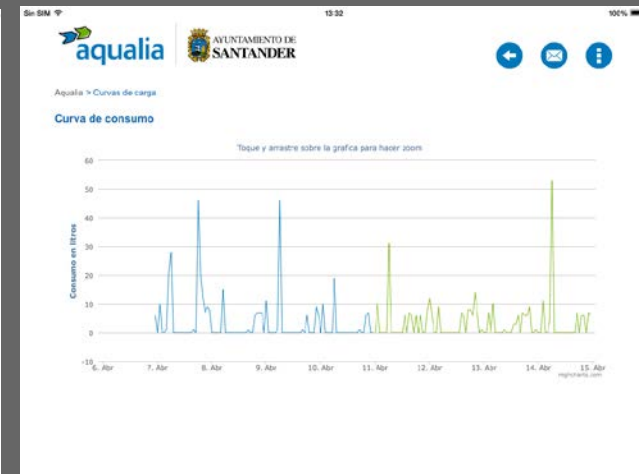 Sin SIM
13:32
100%
aqualia
AYUNTAMIENTO DE
SANTANDER
Aqualia > Curvas de carga
Curva de consumo
Toque y arrastre sobre la grafica para hacer zoom
Consumo en litros
60
50
40
30
20
10
0
-10
6. Abr
7. Abr
8. Abr
9. Abr
10. Abr
11. Abr
12. Abr
13. Abr
14. Abr
15. Abr
highcharts.com